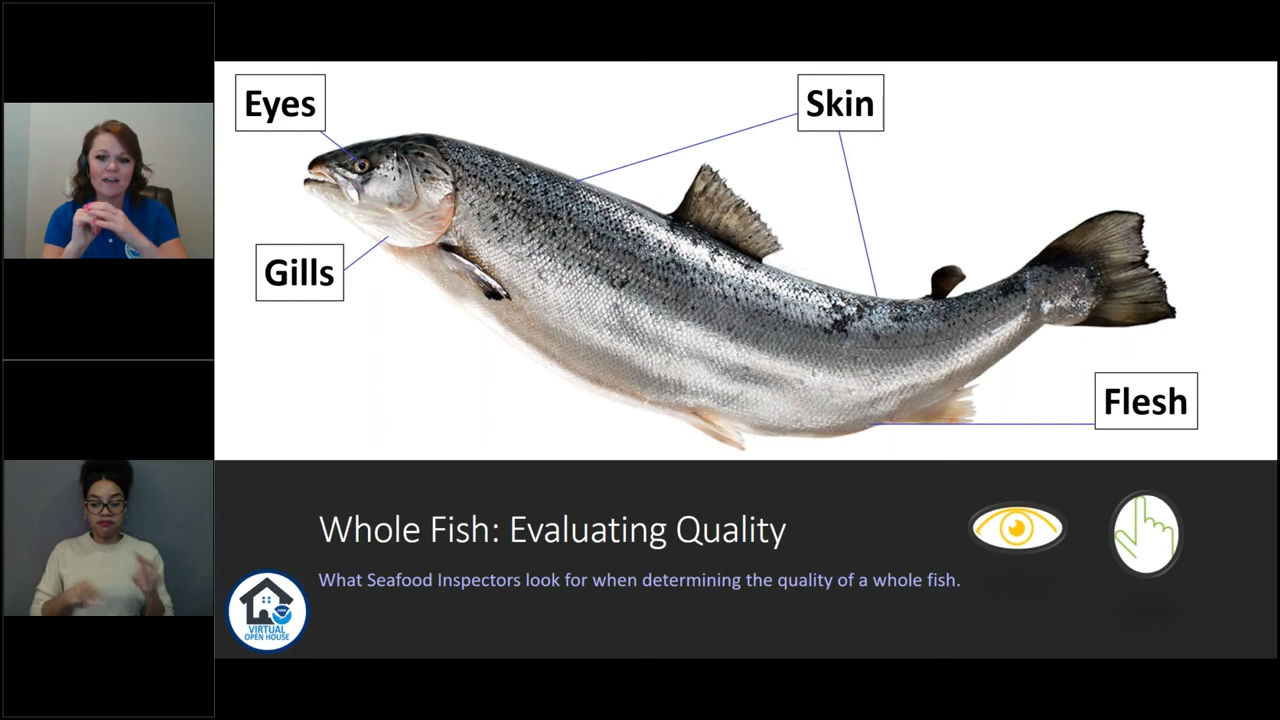 Eyes
Skin
Gills
Flesh
Whole Fish: Evaluating Quality
What Seafood Inspectors look for when determining the quality of a whole fish.
VIRTUAL
OPEN HOUSE